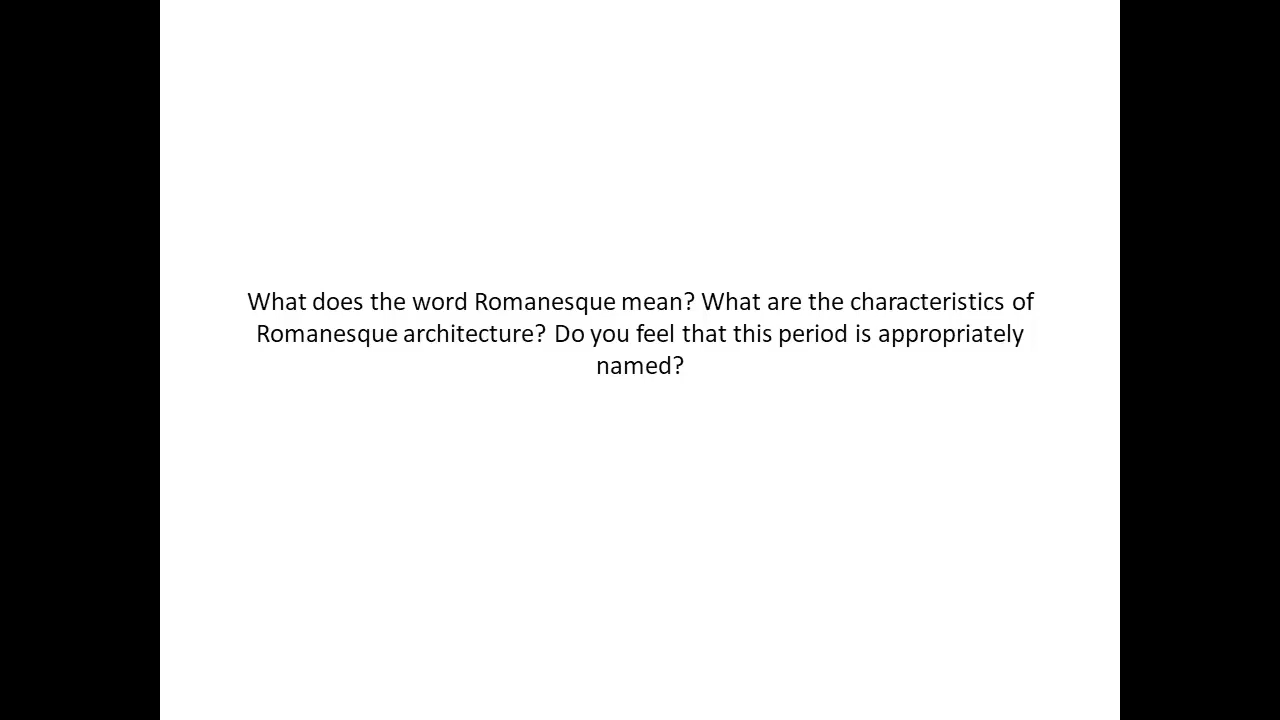 What does the word Romanesque mean? What are the characteristics of
Romanesque architecture? Do you feel that this period is appropriately
named?